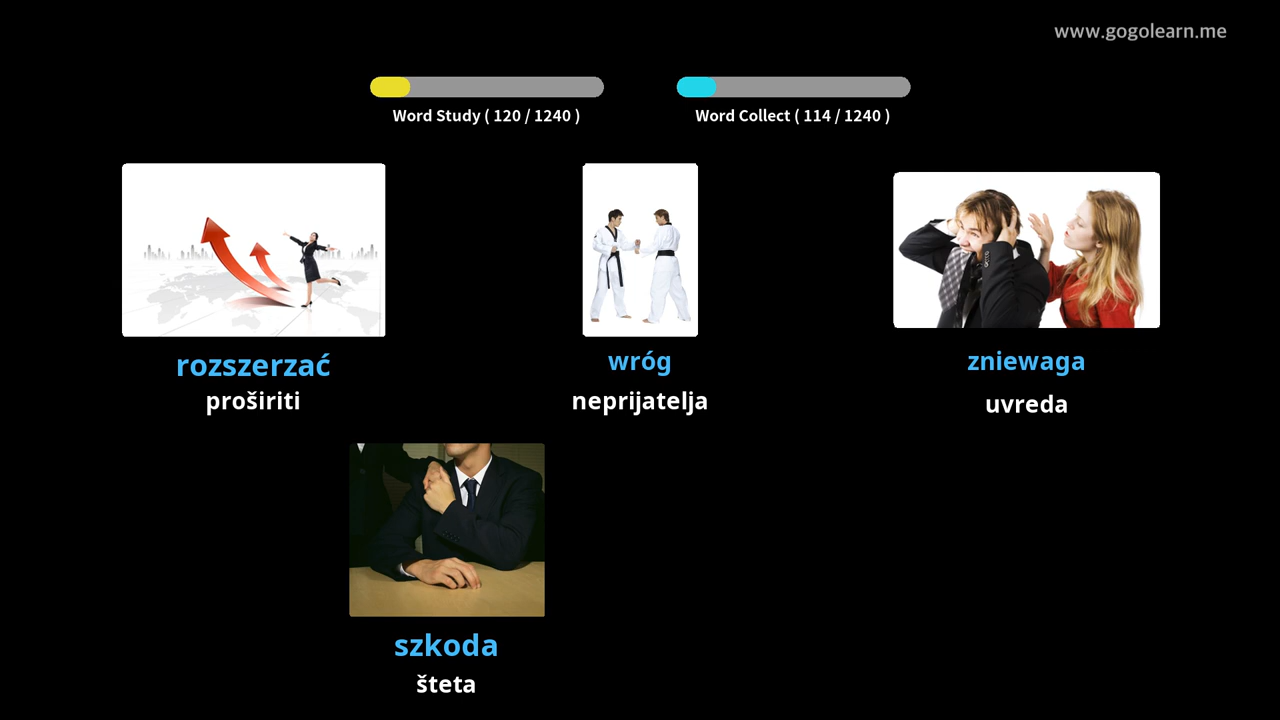 www.gogolearn.me
Word Study ( 120 / 1240 )
Word Collect ( 114 / 1240 )
rozszerzać
proširiti
wróg
neprijatelja
zniewaga
uvreda
szkoda
šteta